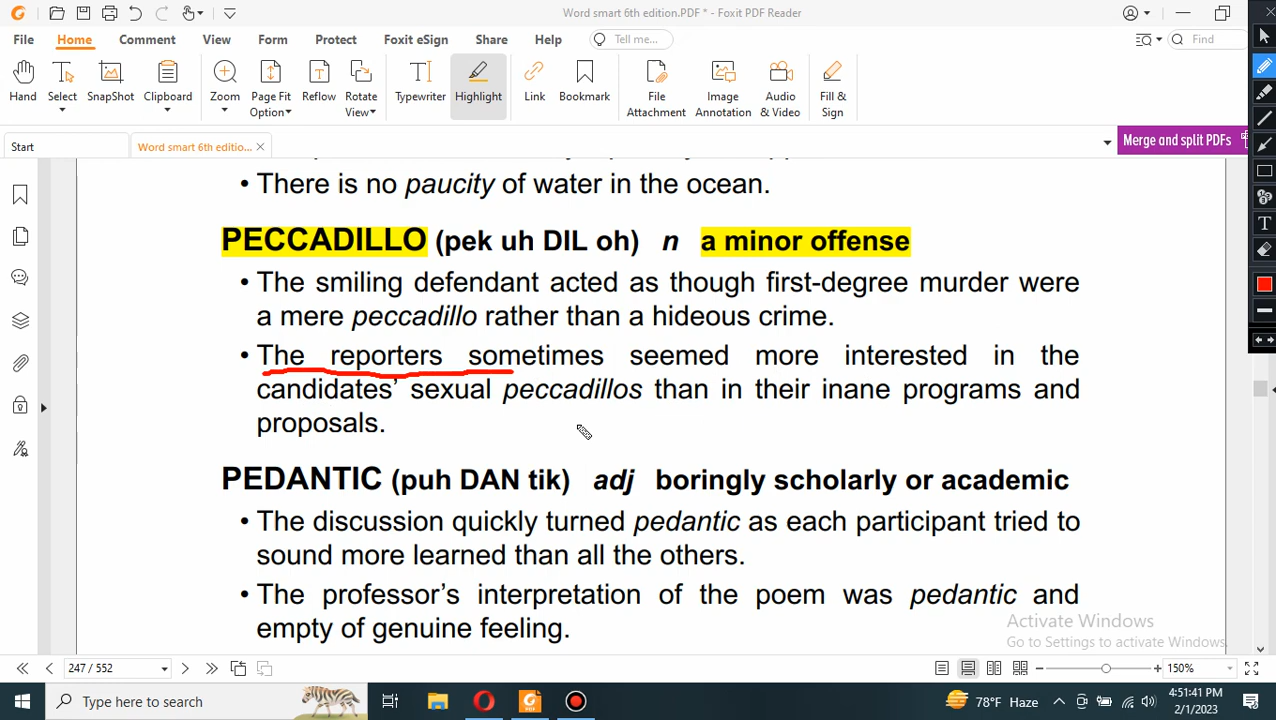 Word smart 6th edition.PDF * - Foxit PDF Reader
File Home Comment View Form Protect Foxit eSign Share Help Tell me... Find
Hand Select SnapShot Clipboard Zoom Page Fit Option Reflow Rotate View Typewriter Highlight Link Bookmark File Attachment Image Annotation Audio & Video Fill & Sign
Start Word smart 6th editio... Merge and split PDFs
• There is no paucity of water in the ocean.
PECCADILLO (pek uh DIL oh) n a minor offense
• The smiling defendant acted as though first-degree murder were
a mere peccadillo rather than a hideous crime.
• The reporters sometimes seemed more interested in the
candidates' sexual peccadillos than in their inane programs and
proposals.
PEDANTIC (puh DAN tik) adj boringly scholarly or academic
• The discussion quickly turned pedantic as each participant tried to
sound more learned than all the others.
• The professor's interpretation of the poem was pedantic and
empty of genuine feeling.
Activate Windows
Go to Settings to activate Windows.
247 / 552 150%
Type here to search 78°F Haze 4:51:41 PM
2/1/2023